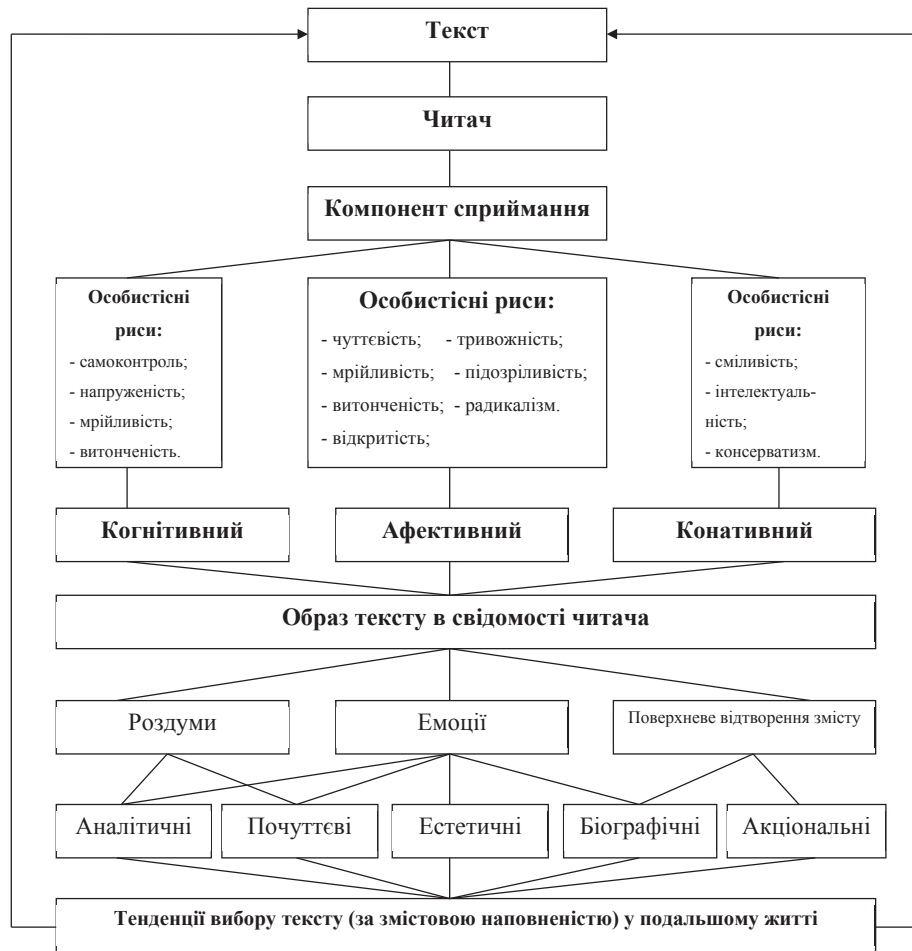 Текст
Читач
Компонент сприймання
Особистісні
риси:
- самоконтроль;
- напруженість;
- мрійливість;
- витонченість.
Особистісні риси:
- чуттєвість; - тривожність;
- мрійливість; - підозріливість;
- витонченість; - радикалізм.
- відкритість;
Особистісні
риси:
- сміливість;
- інтелектуаль-
ність;
- консерватизм.
Когнітивний
Афективний
Конативний
Образ тексту в свідомості читача
Роздуми
Емоції
Поверхневе відтворення змісту
Аналітичні
Почуттєві
Естетичні
Біографічні
Акціональні
Тенденції вибору тексту (за змістовою наповненістю) у подальшому житті